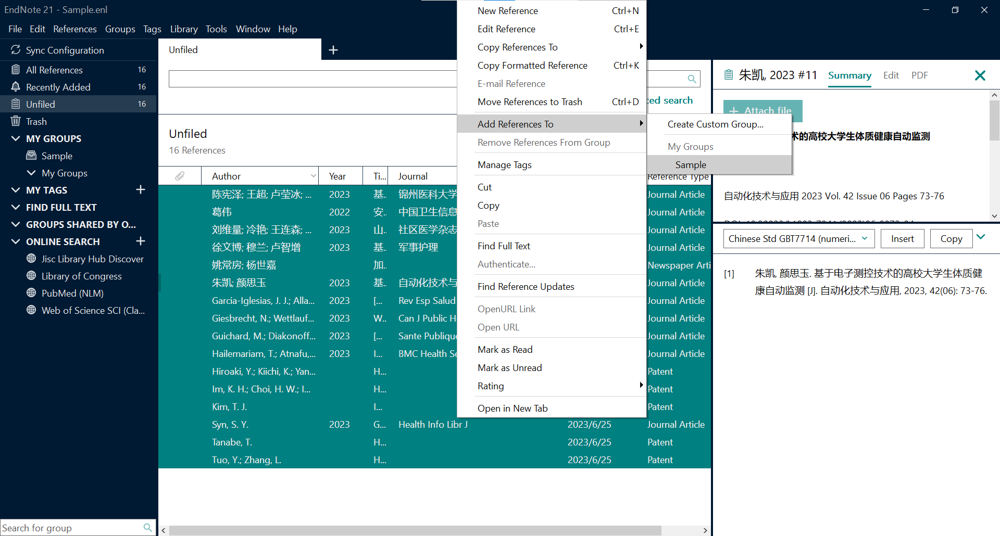 EndNote 21 - Sample.enl
File Edit References Groups Tags Library Tools Window Help
Sync Configuration
All References 16
Recently Added 16
Unfiled 16
Trash
MY GROUPS
Sample
My Groups
MY TAGS
FIND FULL TEXT
GROUPS SHARED BY O...
ONLINE SEARCH
Jisc Library Hub Discover
Library of Congress
PubMed (NLM)
Web of Science SCI (Cla...
Search for group
Unfiled
ced search
Unfiled
16 References
Author Year Ti... Journal Reference Type
陈宪泽; 王超; 卢莹冰; ... 2023 基.. 锦州医科大学 Journal Article
葛伟 2022 安.. 中国卫生信息 Journal Article
刘维量; 冷艳; 王连森; ... 2023 山.. 社区医学杂志 Journal Article
徐文博; 穆兰; 卢智增 2023 基.. 军事护理 Journal Article
姚常房; 杨世嘉 加.. Newspaper Arti
朱凯; 颜思玉 2023 基.. 自动化技术与 Journal Article
Garcia-Iglesias, J. J.; Alla... 2023 [... Rev Esp Salud Journal Article
Giesbrecht, N.; Wettlauf... 2023 W.. Can J Public H Journal Article
Guichard, M.; Diakonoff... 2023 [... Sante Publique Journal Article
Hailemariam, T.; Atnafu,... 2023 I... BMC Health Se Journal Article
Hiroaki, Y.; Kiichi, K.; Yan... H... Patent
Im, K. H.; Choi, H. W.; I... H... Patent
Kim, T. J. I... Patent
Syn, S. Y. 2023 G... Health Info Libr J 2023/6/25 Journal Article
Tanabe, T. H... 2023/6/25 Patent
Tuo, Y.; Zhang, L. H... 2023/6/25 Patent
New Reference Ctrl+N
Edit Reference Ctrl+E
Copy References To
Copy Formatted Reference Ctrl+K
E-mail Reference
Move References to Trash Ctrl+D
Add References To
Remove References From Group
Manage Tags
Cut
Copy
Paste
Find Full Text
Authenticate...
Find Reference Updates
OpenURL Link
Open URL
Mark as Read
Mark as Unread
Rating
Open in New Tab
Create Custom Group...
My Groups
Sample
朱凯, 2023 #11 Summary Edit PDF
Attach file
术的高校大学生体质健康自动监测
自动化技术与应用 2023 Vol. 42 Issue 06 Pages 73-76
Chinese Std GBT7714 (numeri... Insert Copy
[1] 朱凯, 颜思玉. 基于电子测控技术的高校大学生体质健
康自动监测 [J]. 自动化技术与应用, 2023, 42(06): 73-76.